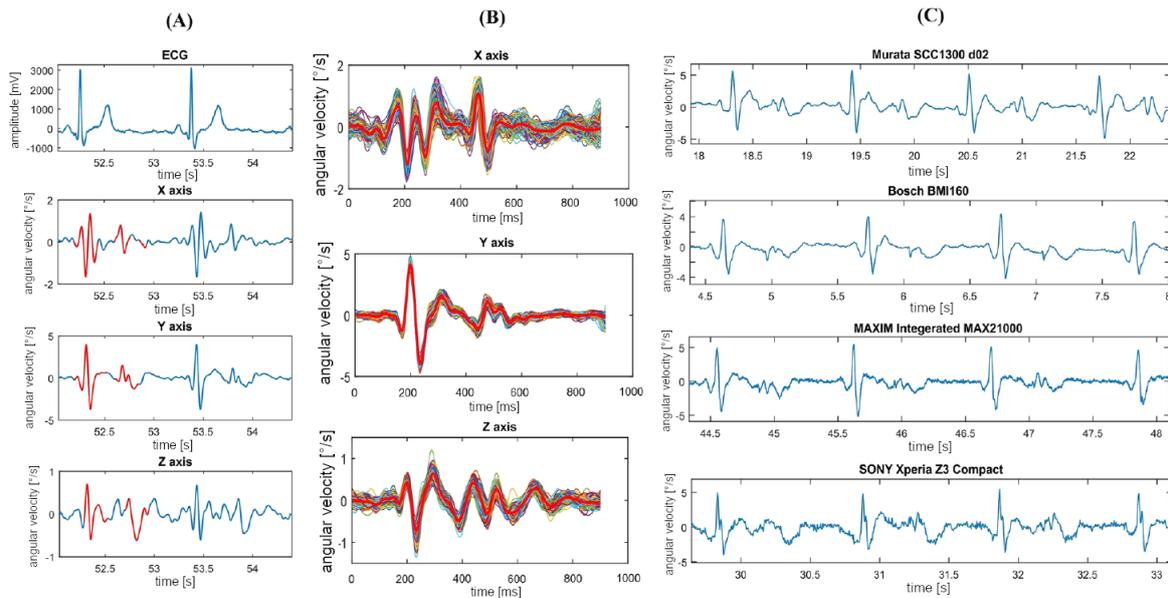 (A)
ECG
amplitude [mV]
3000
2000
1000
0
-1000
52.5 53 53.5 54
time [s]
X axis
angular velocity [°/s]
2
0
-2
52.5 53 53.5 54
time [s]
Y axis
angular velocity [°/s]
5
0
-5
52.5 53 53.5 54
time [s]
Z axis
angular velocity [°/s]
1
0
-1
52.5 53 53.5 54
time [s]
(B)
X axis
angular velocity [°/s]
2
0
-2
0 200 400 600 800 1000
time [ms]
Y axis
angular velocity [°/s]
5
0
-5
0 200 400 600 800 1000
time [ms]
Z axis
angular velocity [°/s]
1
0
-1
0 200 400 600 800 1000
time [ms]
(C)
Murata SCC1300 d02
angular velocity [°/s]
5
0
-5
18 18.5 19 19.5 20 20.5 21 21.5 22
time [s]
Bosch BMI160
angular velocity [°/s]
4
2
0
-2
-4
4.5 5 5.5 6 6.5 7 7.5 8
time [s]
MAXIM Integerated MAX21000
angular velocity [°/s]
5
0
-5
44.5 45 45.5 46 46.5 47 47.5 48
time [s]
SONY Xperia Z3 Compact
angular velocity [°/s]
5
0
-5
30 30.5 31 31.5 32 32.5 33
time [s]